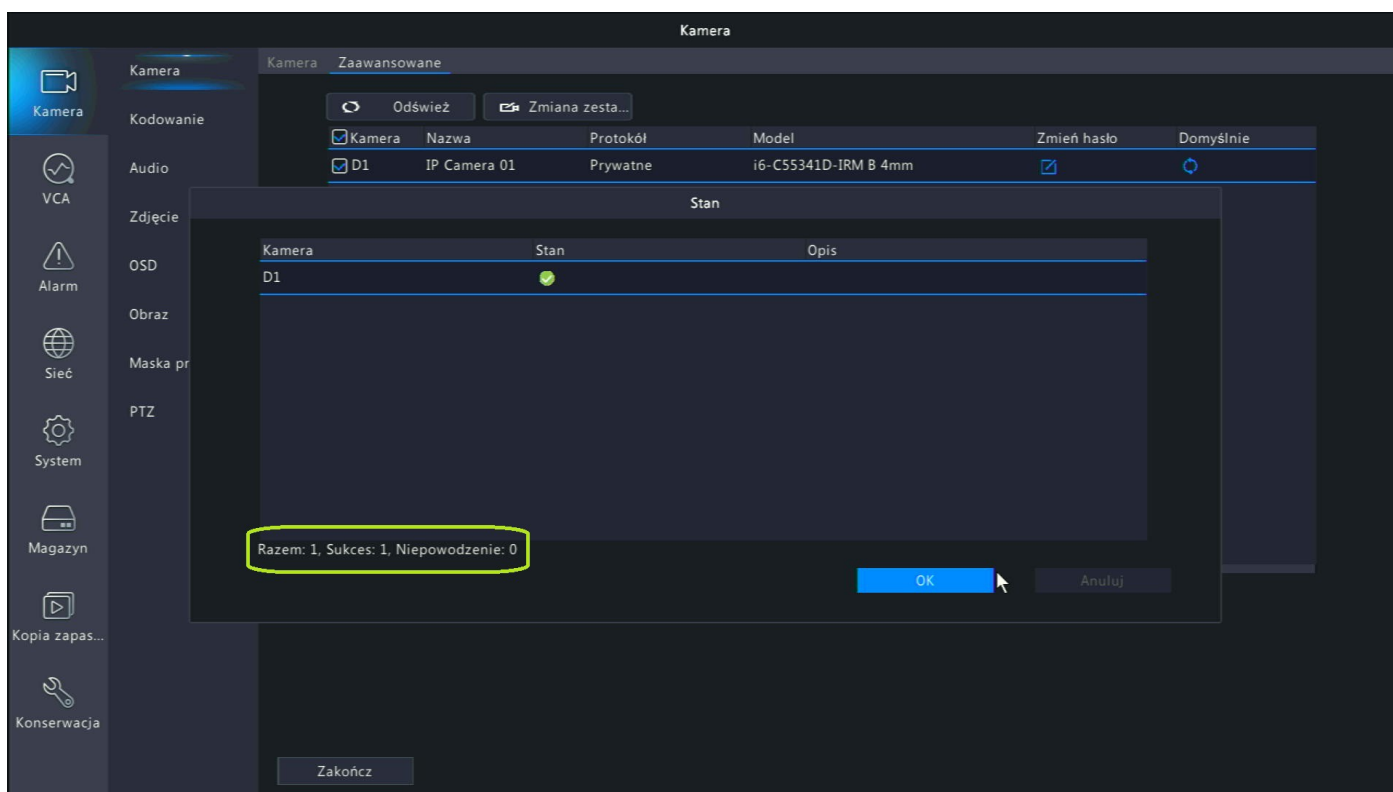 Kamera
Kamera
VCA
Alarm
Sieć
System
Magazyn
Kopia zapas...
Konserwacja
Kamera
Kodowanie
Audio
Zdjęcie
OSD
Obraz
Maska pr
PTZ
Kamera Zaawansowane
Odśwież Zmiana zesta...
Kamera Nazwa Protokół Model Zmień hasło Domyślnie
D1 IP Camera 01 Prywatne i6-C55341D-IRM B 4mm
Stan
Kamera Stan Opis
D1
Razem: 1, Sukces: 1, Niepowodzenie: 0
OK Anuluj
Zakończ